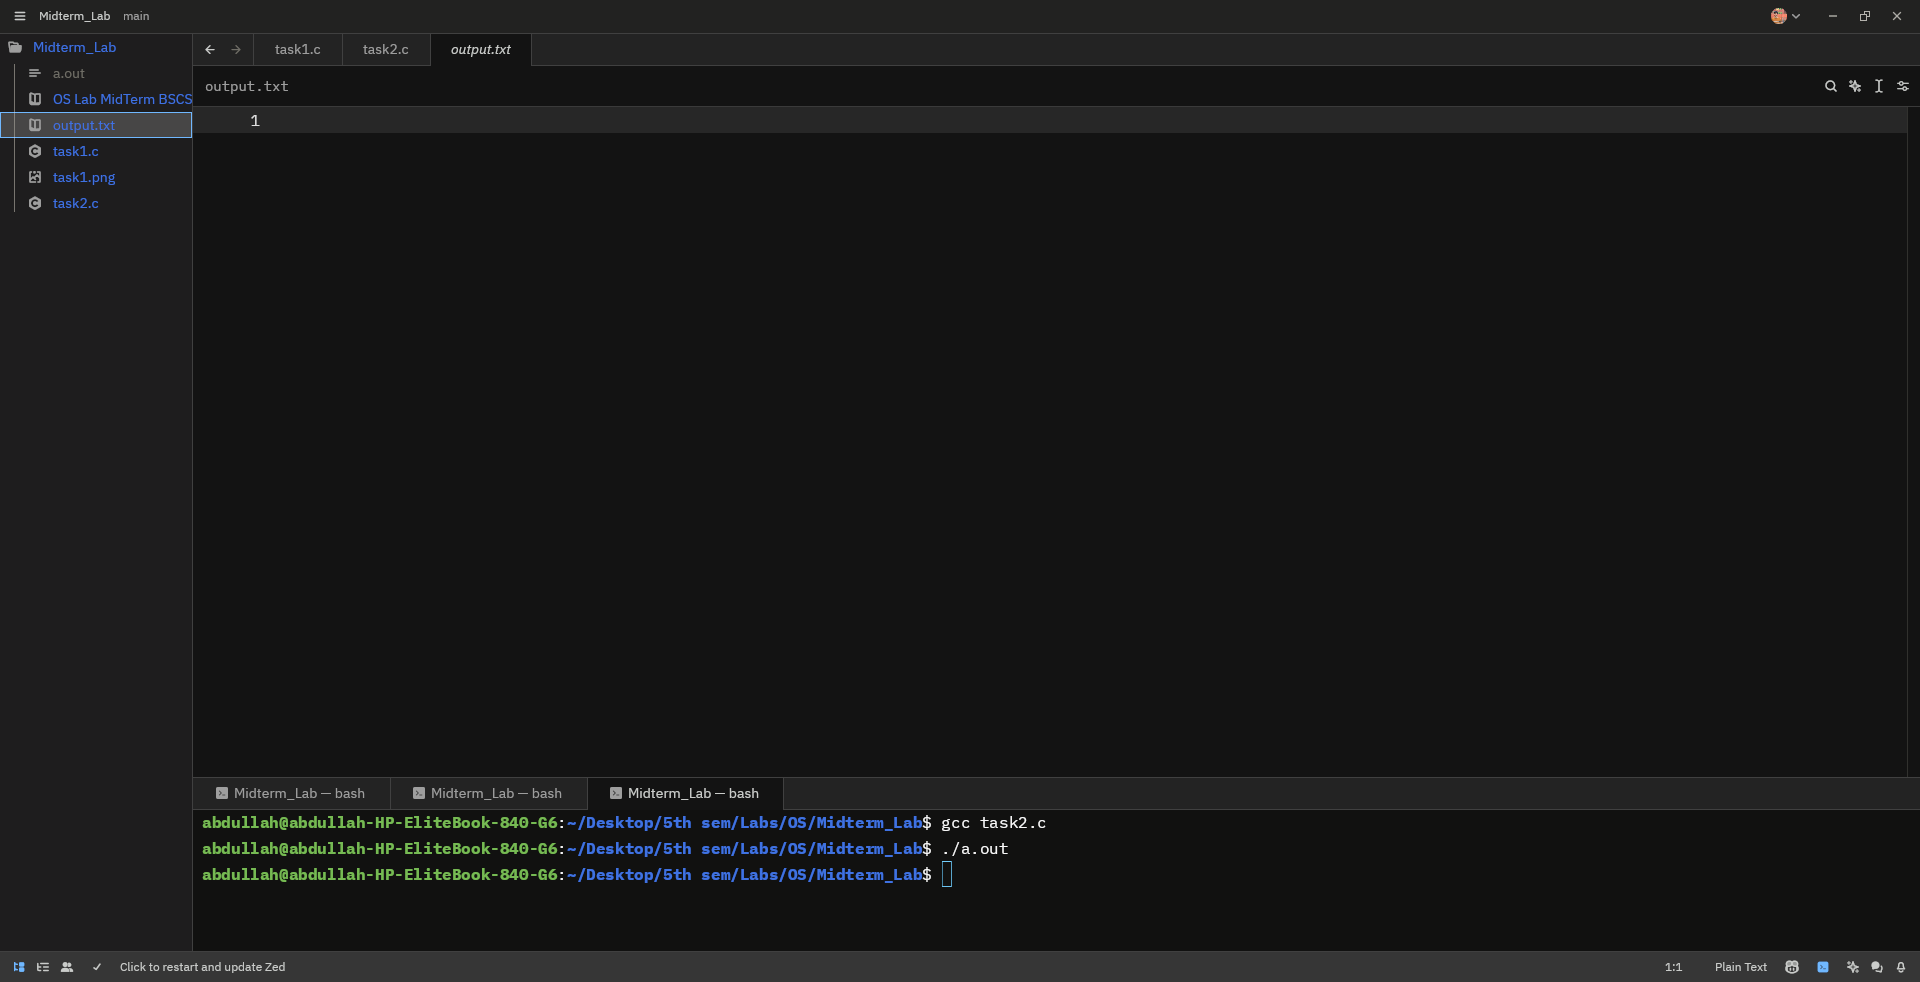 Midterm_Lab main
Midterm_Lab
a.out
OS Lab MidTerm BSCS
output.txt
task1.c
task1.png
task2.c
task1.c task2.c output.txt
output.txt
1
Midterm_Lab — bash Midterm_Lab — bash Midterm_Lab — bash
abdullah@abdullah-HP-EliteBook-840-G6:~/Desktop/5th sem/Labs/OS/Midterm_Lab$ gcc task2.c
abdullah@abdullah-HP-EliteBook-840-G6:~/Desktop/5th sem/Labs/OS/Midterm_Lab$ ./a.out
abdullah@abdullah-HP-EliteBook-840-G6:~/Desktop/5th sem/Labs/OS/Midterm_Lab$
Click to restart and update Zed 1:1 Plain Text